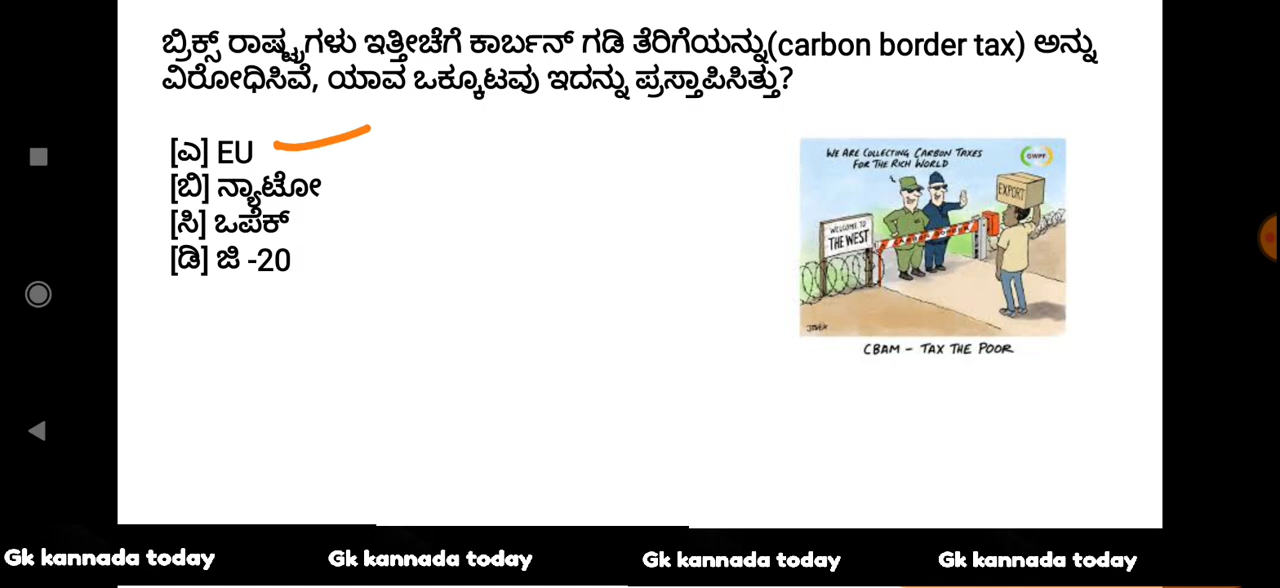 ಬ್ರಿಕ್ಸ್ ರಾಷ್ಟ್ರಗಳು ಇತ್ತೀಚೆಗೆ ಕಾರ್ಬನ್ ಗಡಿ ತೆರಿಗೆಯನ್ನು(carbon border tax) ಅನ್ನು
ವಿರೋಧಿಸಿವೆ, ಯಾವ ಒಕ್ಕೂಟವು ಇದನ್ನು ಪ್ರಸ್ತಾಪಿಸಿತ್ತು?
[ಎ] EU
[ಬಿ] ನ್ಯಾಟೋ
[ಸಿ] ಒಪೆಕ್
[ಡಿ] ಜಿ -20
WE ARE COLLECTING CARBON TAXES
FOR THE RICH WORLD
GWPF
EXPORT
WELCOME TO
THE WEST
CBAM - TAX THE POOR
Gk kannada today Gk kannada today Gk kannada today Gk kannada today